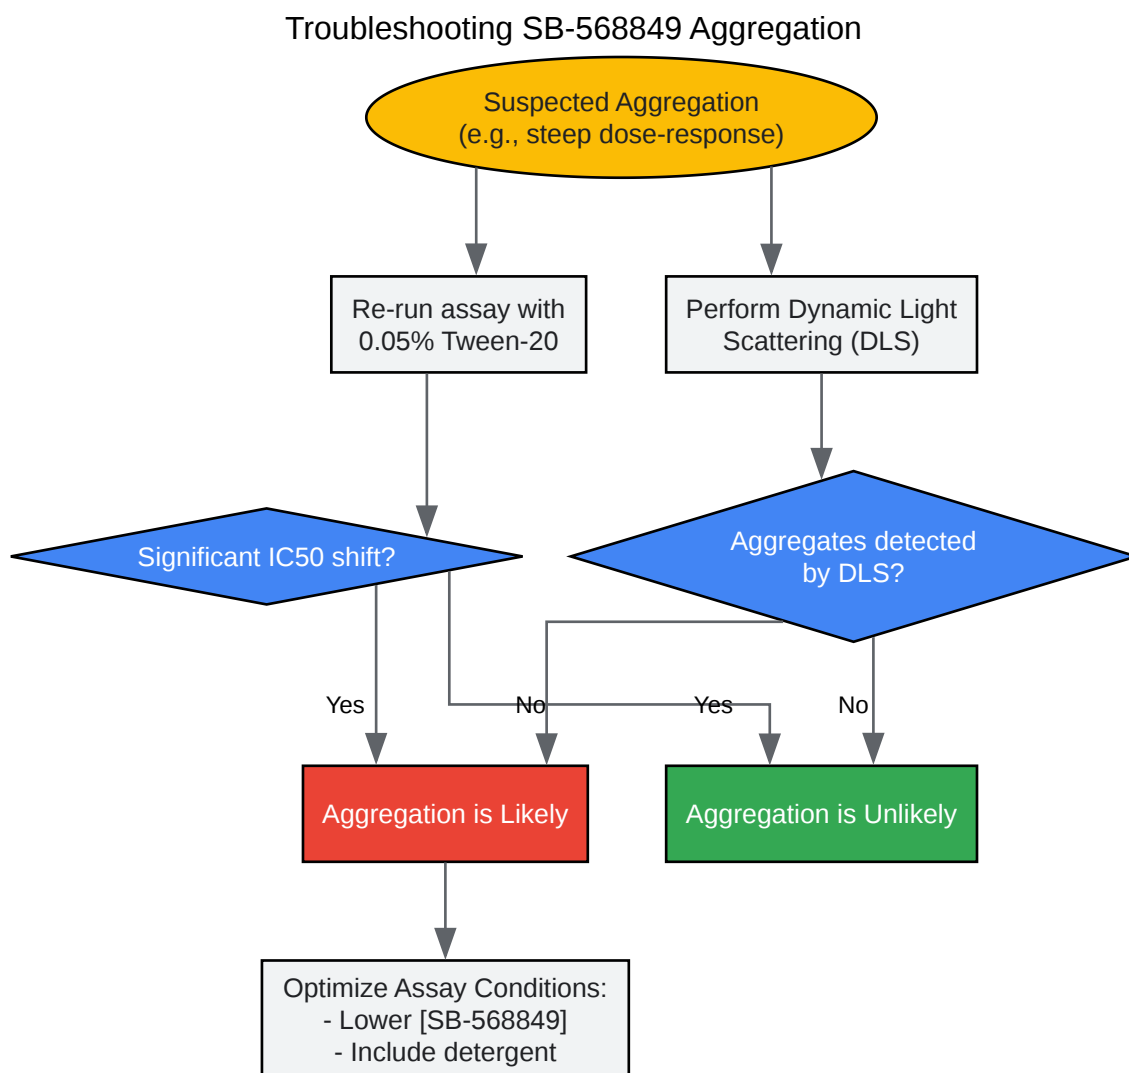 Troubleshooting SB-568849 Aggregation
Suspected Aggregation
(e.g., steep dose-response)
Re-run assay with
0.05% Tween-20
Perform Dynamic Light
Scattering (DLS)
Significant IC50 shift?
Aggregates detected
by DLS?
Yes
No
Yes
No
Aggregation is Likely
Aggregation is Unlikely
Optimize Assay Conditions:
- Lower [SB-568849]
- Include detergent